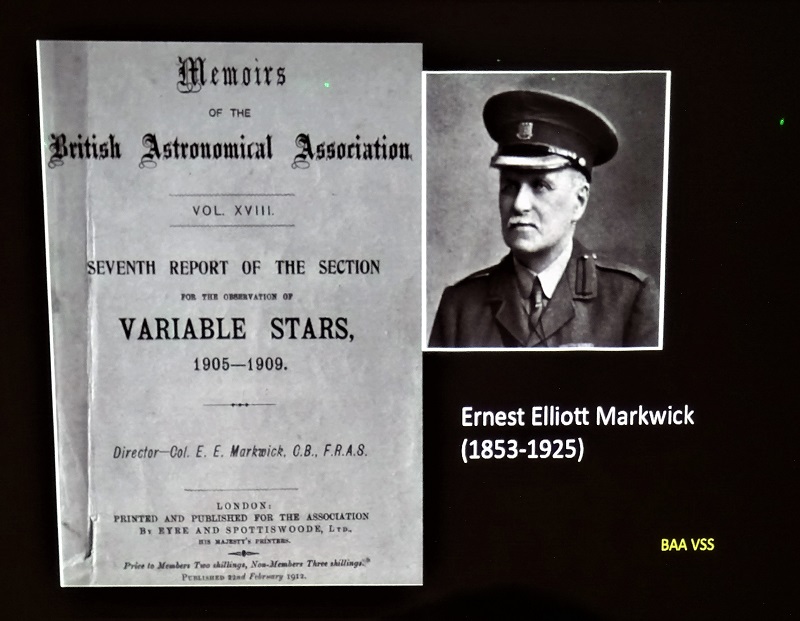 Memoirs
OF THE
British Astronomical Association.
VOL. XVIII.
SEVENTH REPORT OF THE SECTION
FOR THE OBSERVATION OF
VARIABLE STARS,
1905—1909.
Director—Col. E. E. Markwick, C.B., F.R.A.S.
LONDON:
PRINTED AND PUBLISHED FOR THE ASSOCIATION
BY EYRE AND SPOTTISWOODE, LTD.,
HIS MAJESTY'S PRINTERS.
Price to Members Two shillings, Non-Members Three shillings.
PUBLISHED 22nd February 1912.
Ernest Elliott Markwick
(1853-1925)
BAA VSS